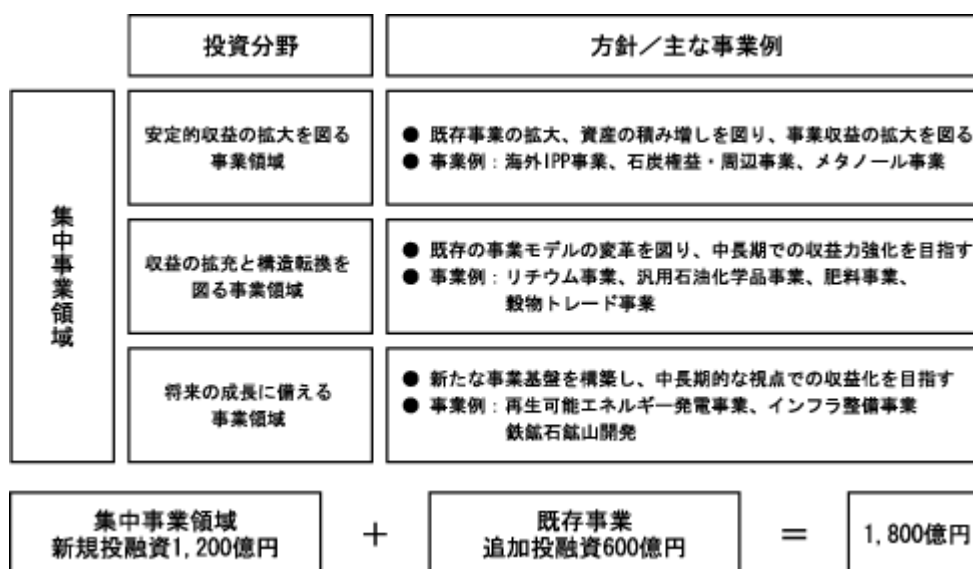 投資分野
方針／主な事業例
集中事業領域
安定的収益の拡大を図る
事業領域
● 既存事業の拡大、資産の積み増しを図り、事業収益の拡大を図る
● 事業例：海外IPP事業、石炭権益・周辺事業、メタノール事業
収益の拡充と構造転換を
図る事業領域
● 既存の事業モデルの変革を図り、中長期での収益力強化を目指す
● 事業例：リチウム事業、汎用石油化学品事業、肥料事業、
穀物トレード事業
将来の成長に備える
事業領域
● 新たな事業基盤を構築し、中長期的な視点での収益化を目指す
● 事業例：再生可能エネルギー発電事業、インフラ整備事業
鉄鉱石鉱山開発
集中事業領域
新規投融資1,200億円
＋
既存事業
追加投融資600億円
＝
1,800億円